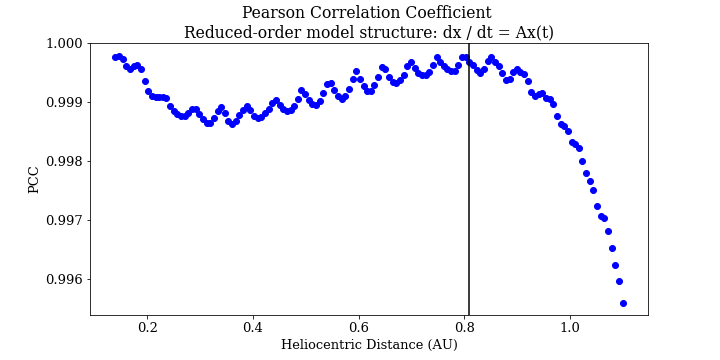 Pearson Correlation Coefficient
Reduced-order model structure: dx / dt = Ax(t)
1.000
0.999
0.998
0.997
0.996
PCC
0.2 0.4 0.6 0.8 1.0
Heliocentric Distance (AU)